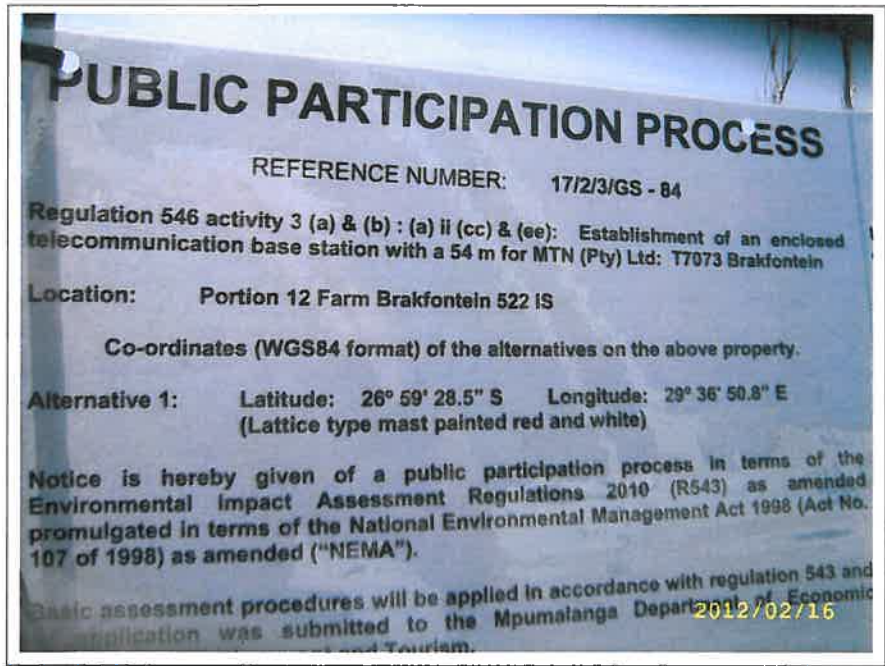 PUBLIC PARTICIPATION PROCESS
REFERENCE NUMBER: 17/2/3/GS - 84
Regulation 546 activity 3 (a) & (b) : (a) ii (cc) & (ee): Establishment of an enclosed
telecommunication base station with a 54 m for MTN (Pty) Ltd: T7073 Brakfontein
Location: Portion 12 Farm Brakfontein 522 IS
Co-ordinates (WGS84 format) of the alternatives on the above property.
Alternative 1: Latitude: 26° 59' 28.5" S Longitude: 29° 36' 50.8" E
(Lattice type mast painted red and white)
Notice is hereby given of a public participation process in terms of the
Environmental Impact Assessment Regulations 2010 (R543) as amended
promulgated in terms of the National Environmental Management Act 1998 (Act No.
107 of 1998) as amended ("NEMA").
Basic assessment procedures will be applied in accordance with regulation 543 and
application was submitted to the Mpumalanga Department of Economic
and Tourism.
2012/02/16